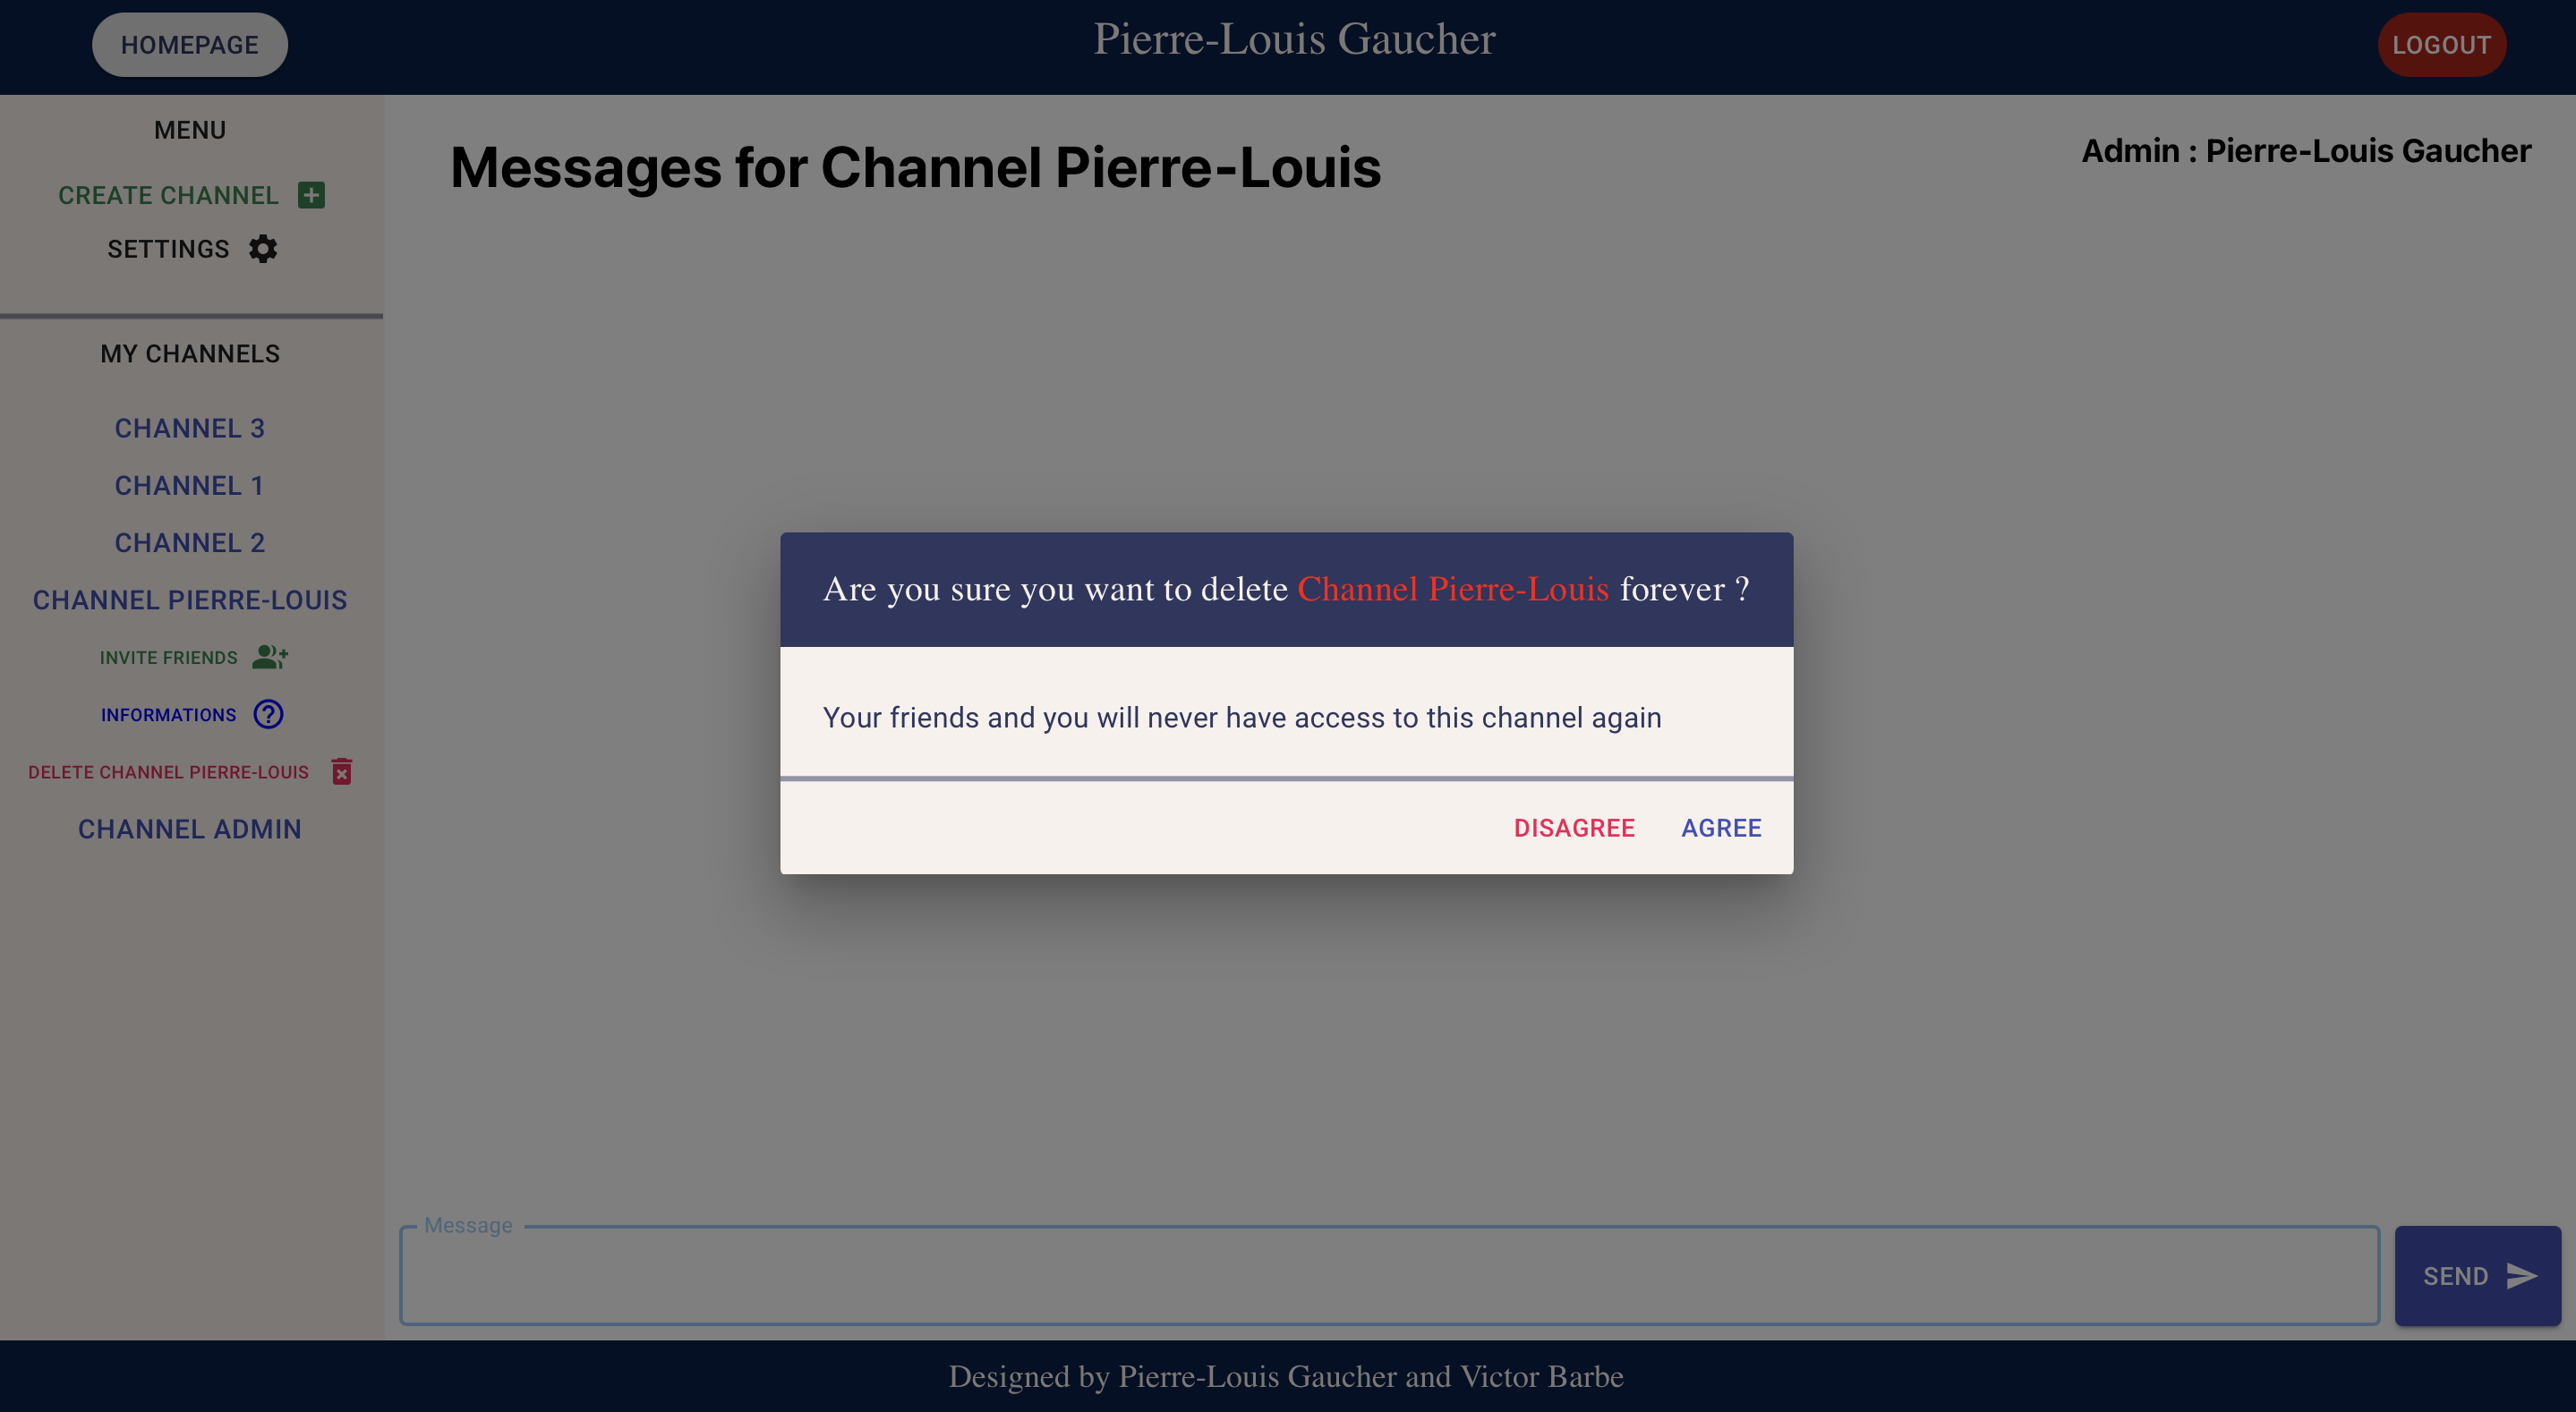 HOMEPAGE
Pierre-Louis Gaucher
LOGOUT
MENU
CREATE CHANNEL
SETTINGS
MY CHANNELS
CHANNEL 3
CHANNEL 1
CHANNEL 2
CHANNEL PIERRE-LOUIS
INVITE FRIENDS
INFORMATIONS
DELETE CHANNEL PIERRE-LOUIS
CHANNEL ADMIN
Messages for Channel Pierre-Louis
Admin : Pierre-Louis Gaucher
Are you sure you want to delete Channel Pierre-Louis forever ?
Your friends and you will never have access to this channel again
DISAGREE
AGREE
Message
SEND
Designed by Pierre-Louis Gaucher and Victor Barbe